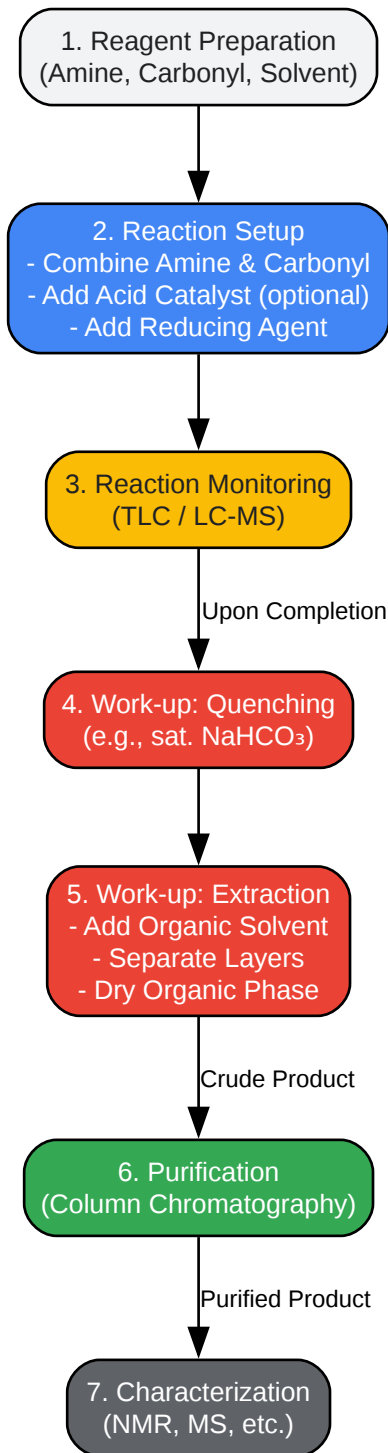 1. Reagent Preparation
(Amine, Carbonyl, Solvent)
2. Reaction Setup
- Combine Amine & Carbonyl
- Add Acid Catalyst (optional)
- Add Reducing Agent
3. Reaction Monitoring
(TLC / LC-MS)
Upon Completion
4. Work-up: Quenching
(e.g., sat. NaHCO₃)
5. Work-up: Extraction
- Add Organic Solvent
- Separate Layers
- Dry Organic Phase
Crude Product
6. Purification
(Column Chromatography)
Purified Product
7. Characterization
(NMR, MS, etc.)